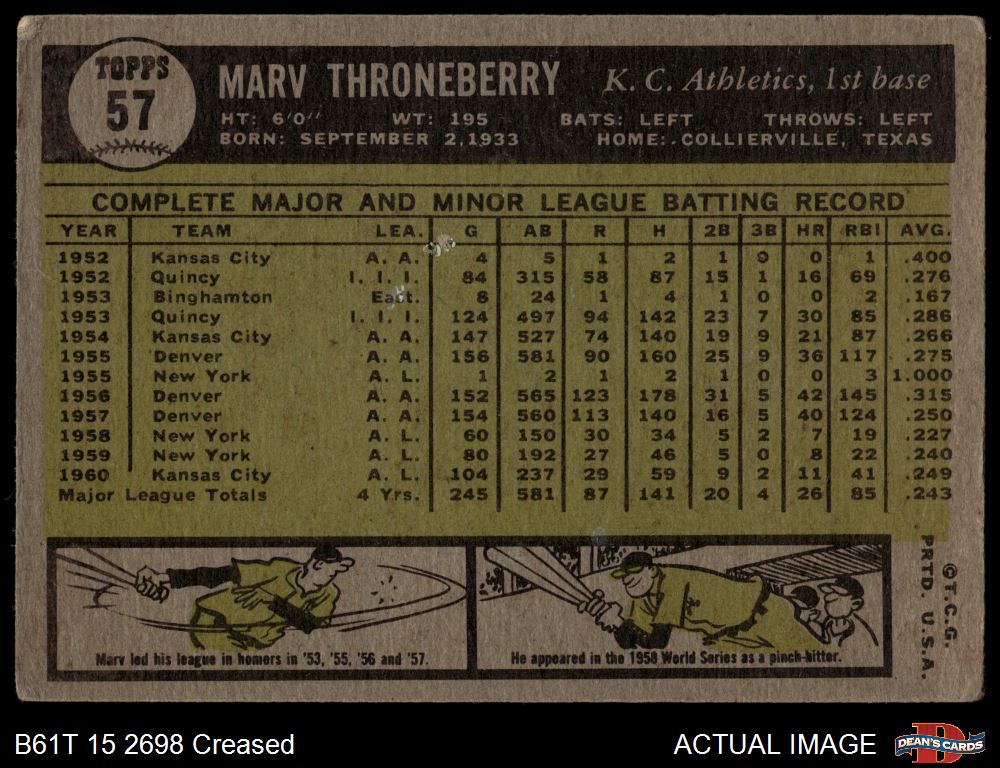 TOPPS
57
MARV THRONEBERRY K. C. Athletics, 1st base
HT: 6'0" WT: 195 BATS: LEFT THROWS: LEFT
BORN: SEPTEMBER 2, 1933 HOME: COLLIERVILLE, TEXAS
COMPLETE MAJOR AND MINOR LEAGUE BATTING RECORD
YEAR TEAM LEA. G AB R H 2B 3B HR RBI AVG.
1952 Kansas City A. A. 4 5 1 2 1 0 0 1 .400
1952 Quincy I. I. I. 84 315 58 87 15 1 16 69 .276
1953 Binghamton East. 8 24 1 4 1 0 0 2 .167
1953 Quincy I. I. I. 124 497 94 142 23 7 30 85 .286
1954 Kansas City A. A. 147 527 74 140 19 9 21 87 .266
1955 Denver A. A. 156 581 90 160 25 9 36 117 .275
1955 New York A. L. 1 2 1 2 1 0 0 3 1.000
1956 Denver A. A. 152 565 123 178 31 5 42 145 .315
1957 Denver A. A. 154 560 113 140 16 5 40 124 .250
1958 New York A. L. 60 150 30 34 5 2 7 19 .227
1959 New York A. L. 80 192 27 46 5 0 8 22 .240
1960 Kansas City A. L. 104 237 29 59 9 2 11 41 .249
Major League Totals 4 Yrs. 245 581 87 141 20 4 26 85 .243
Marv led his league in homers in '53, '55, '56 and '57.
He appeared in the 1958 World Series as a pinch-hitter.
©T.C.G.
PRTD. U.S.A.
B61T 15 2698 Creased
ACTUAL IMAGE
DEAN'S CARDS